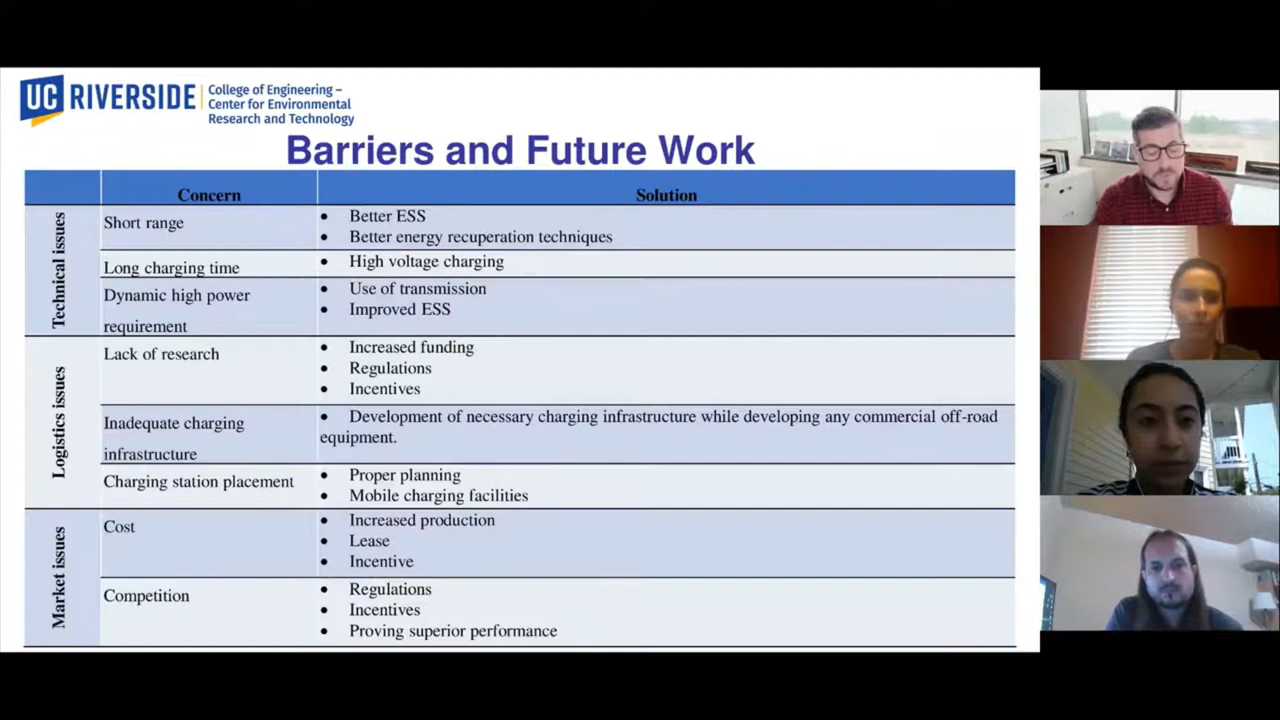 UC RIVERSIDE
College of Engineering –
Center for Environmental
Research and Technology
Barriers and Future Work
Concern Solution
Technical issues
Short range
• Better ESS
• Better energy recuperation techniques
Long charging time
• High voltage charging
Dynamic high power
requirement
• Use of transmission
• Improved ESS
Logistics issues
Lack of research
• Increased funding
• Regulations
• Incentives
Inadequate charging
infrastructure
• Development of necessary charging infrastructure while developing any commercial off-road
equipment.
Charging station placement
• Proper planning
• Mobile charging facilities
Market issues
Cost
• Increased production
• Lease
• Incentive
Competition
• Regulations
• Incentives
• Proving superior performance